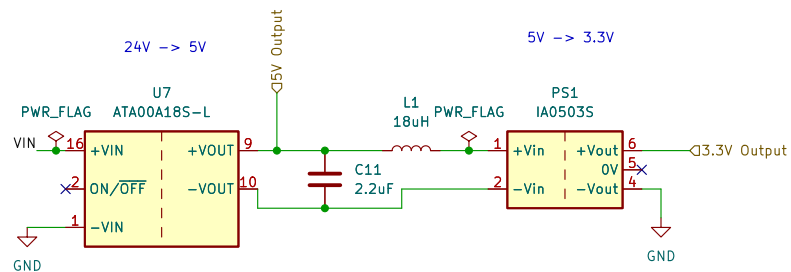 24V -> 5V
5V -> 3.3V
5V Output
U7
ATA00A18S-L
PWR_FLAG
L1
18uH
PWR_FLAG
PS1
IA0503S
VIN
16
+VIN
+VOUT
9
1
+Vin
+Vout
6
3.3V Output
0V
5
2
ON/OFF
-VOUT
10
C11
2.2uF
2
-Vin
-Vout
4
1
-VIN
GND
GND